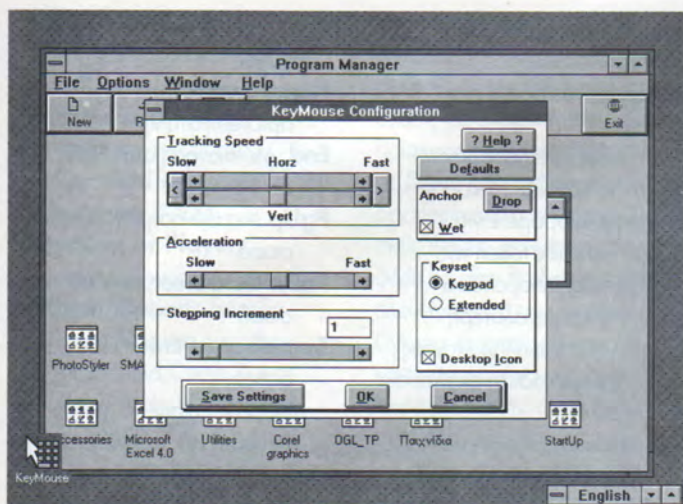 Program Manager
File Options Window Help
New
Exit
KeyMouse Configuration
Tracking Speed
Slow Horz Fast
Vert
Acceleration
Slow Fast
Stepping Increment
1
? Help ?
Defaults
Anchor Drop
Wet
Keyset
Keypad
Extended
Desktop Icon
Save Settings OK Cancel
PhotoStyler
Microsoft Excel 4.0
Utilities
Corel graphics
OGL_TP
Παιχνίδια
StartUp
KeyMouse
English